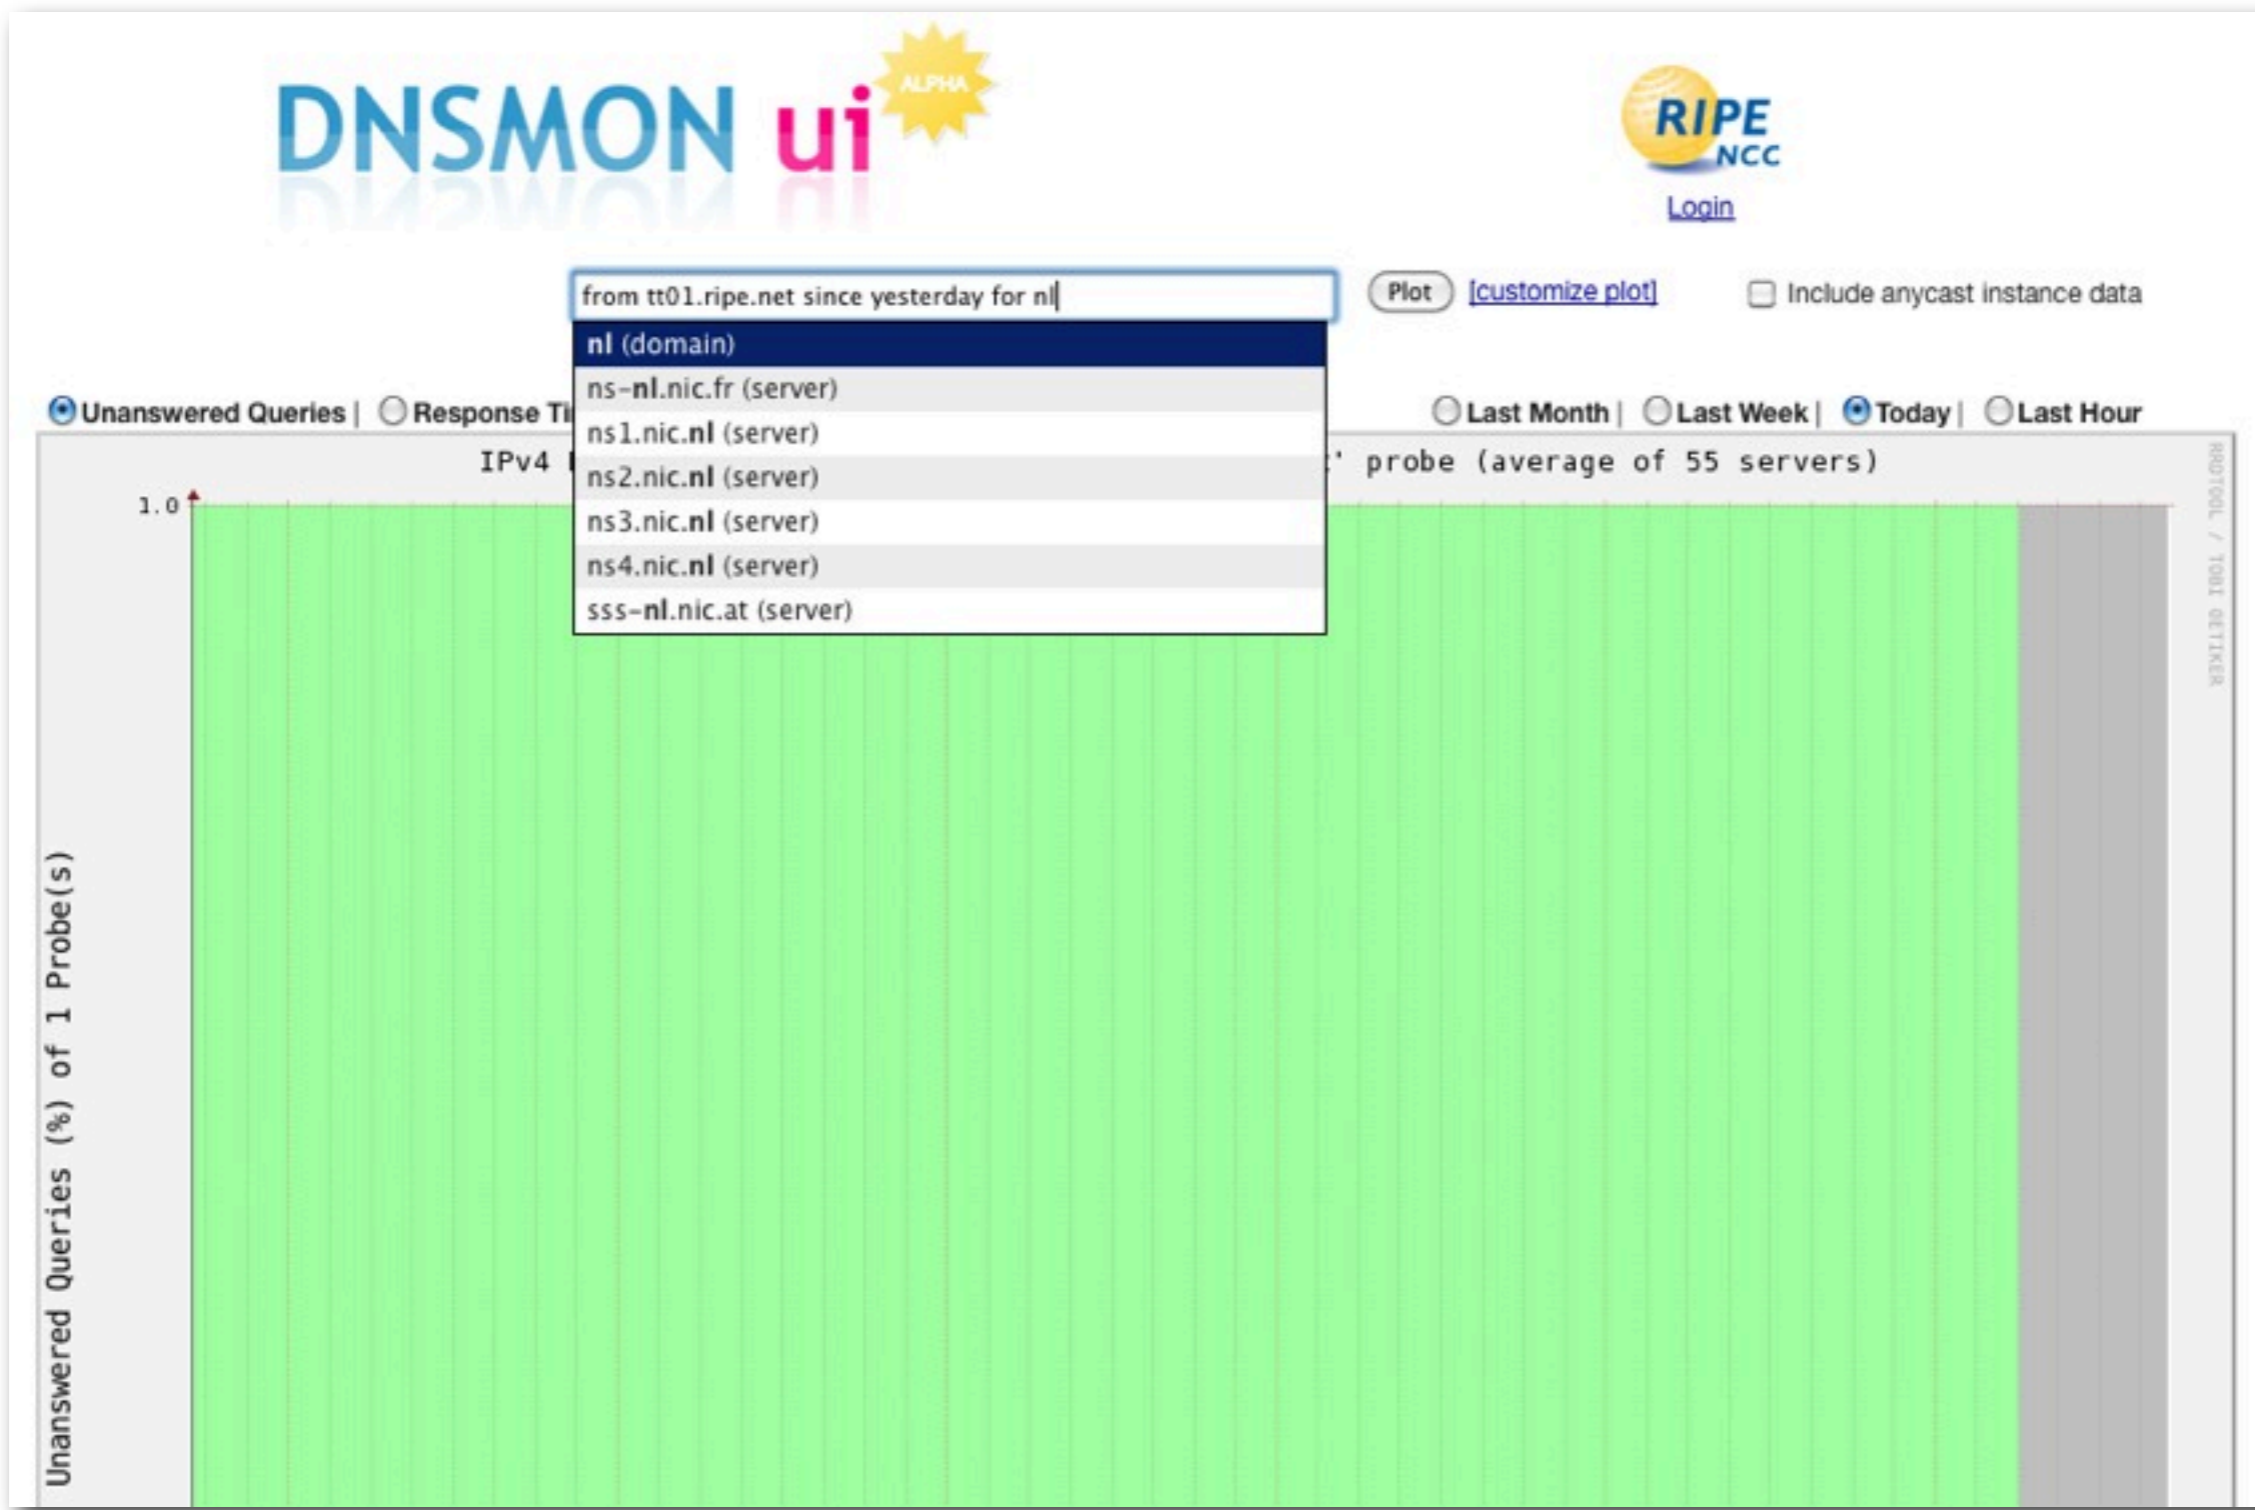 DNSMON ui
ALPHA
RIPE
NCC
Login
from tt01.ripe.net since yesterday for nl
Plot [customize plot] Include anycast instance data
nl (domain)
ns-nl.nic.fr (server)
ns1.nic.nl (server)
ns2.nic.nl (server)
ns3.nic.nl (server)
ns4.nic.nl (server)
sss-nl.nic.at (server)
Unanswered Queries | Response Ti
Last Month | Last Week | Today | Last Hour
IPv4
' probe (average of 55 servers)
1.0
Unanswered Queries (%) of 1 Probe(s)
RRDTOOL / TOBI OETIKER